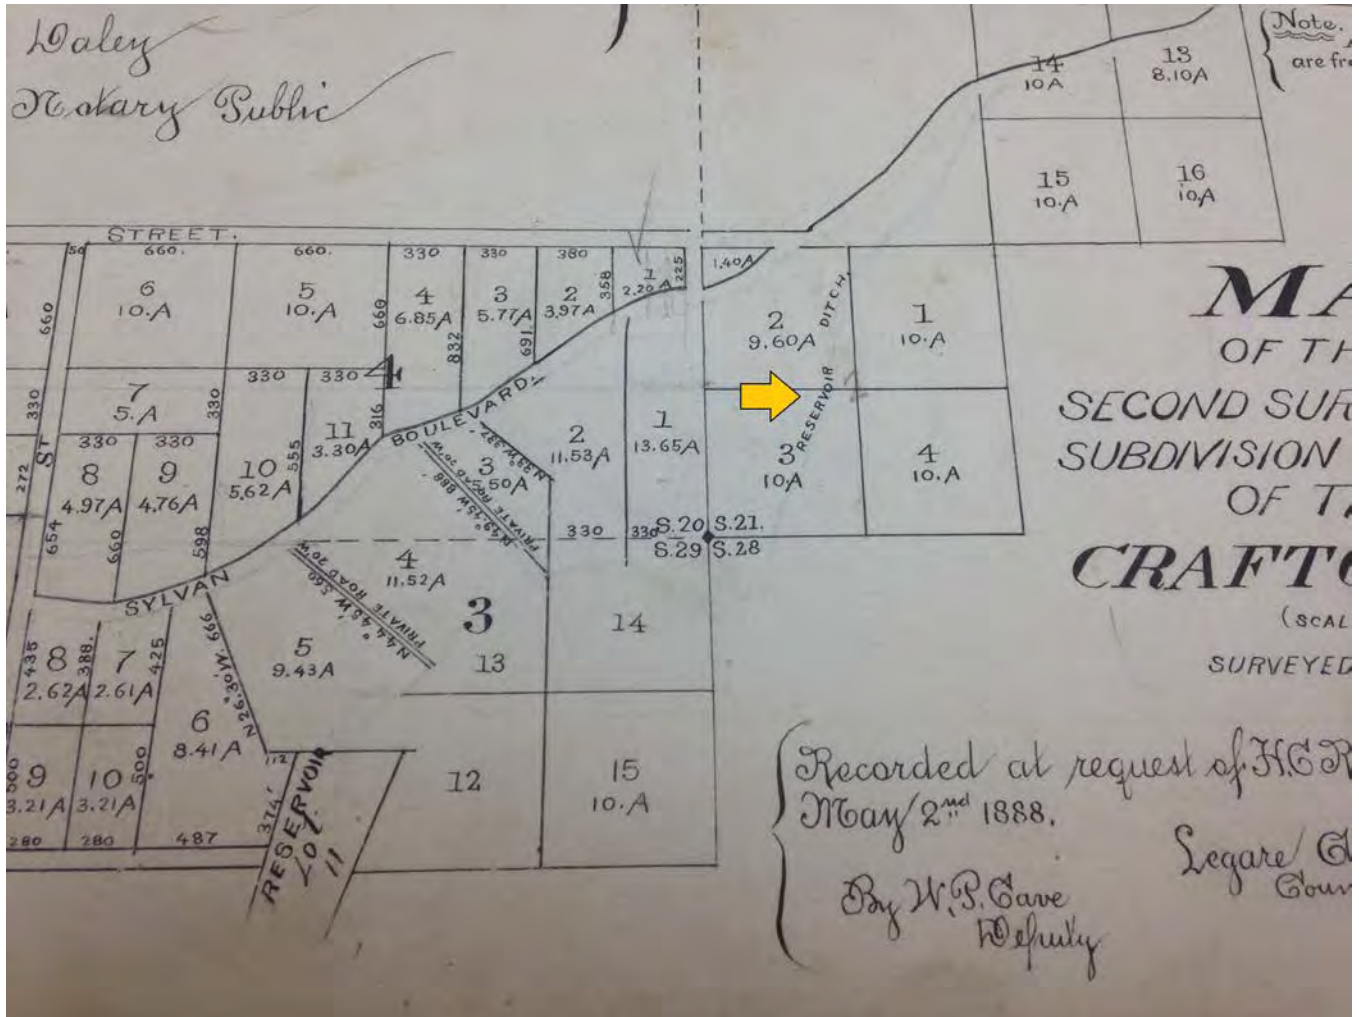 Daley
Notary Public
Note.
are fr
14
10A
13
8.10A
15
10.A
16
10A
STREET.
50
660.
660.
330
330
380
6
10.A
5
10.A
4
6.85A
3
5.77A
2
3.97A
1
2.20A
358
225
1.40A
660
660
832
691
2
9.60A
RESERVOIR DITCH.
1
10.A
4
330
7
5.A
330
330
330
316
11
3.30A
BOULEVARD.
2
11.53A
1
13.65A
3
10A
4
10.A
272
ST
330
330
8
4.97A
9
4.76A
10
5.62A
555
3
50A
PRIVATE ROAD 20 W
654
660
598
330
330
S.20
S.21.
S.29
S.28
SYLVAN
4
11.52A
PRIVATE ROAD 20 W
3
13
14
435
8
2.62A
388.
7
2.61A
425
N26.30'W. 666
5
9.43A
6
8.41A
500
9
3.21A
10
3.21A
500
112
374'
RESERVOIR
LOT
11
12
15
10.A
280
280
487
MA
OF TH
SECOND SUR
SUBDIVISION
OF T
CRAFTO
(SCAL
SURVEYED
Recorded at request of H.C R
May 2nd 1888.
Legare
Coun
By W.P. Cave
Deputy